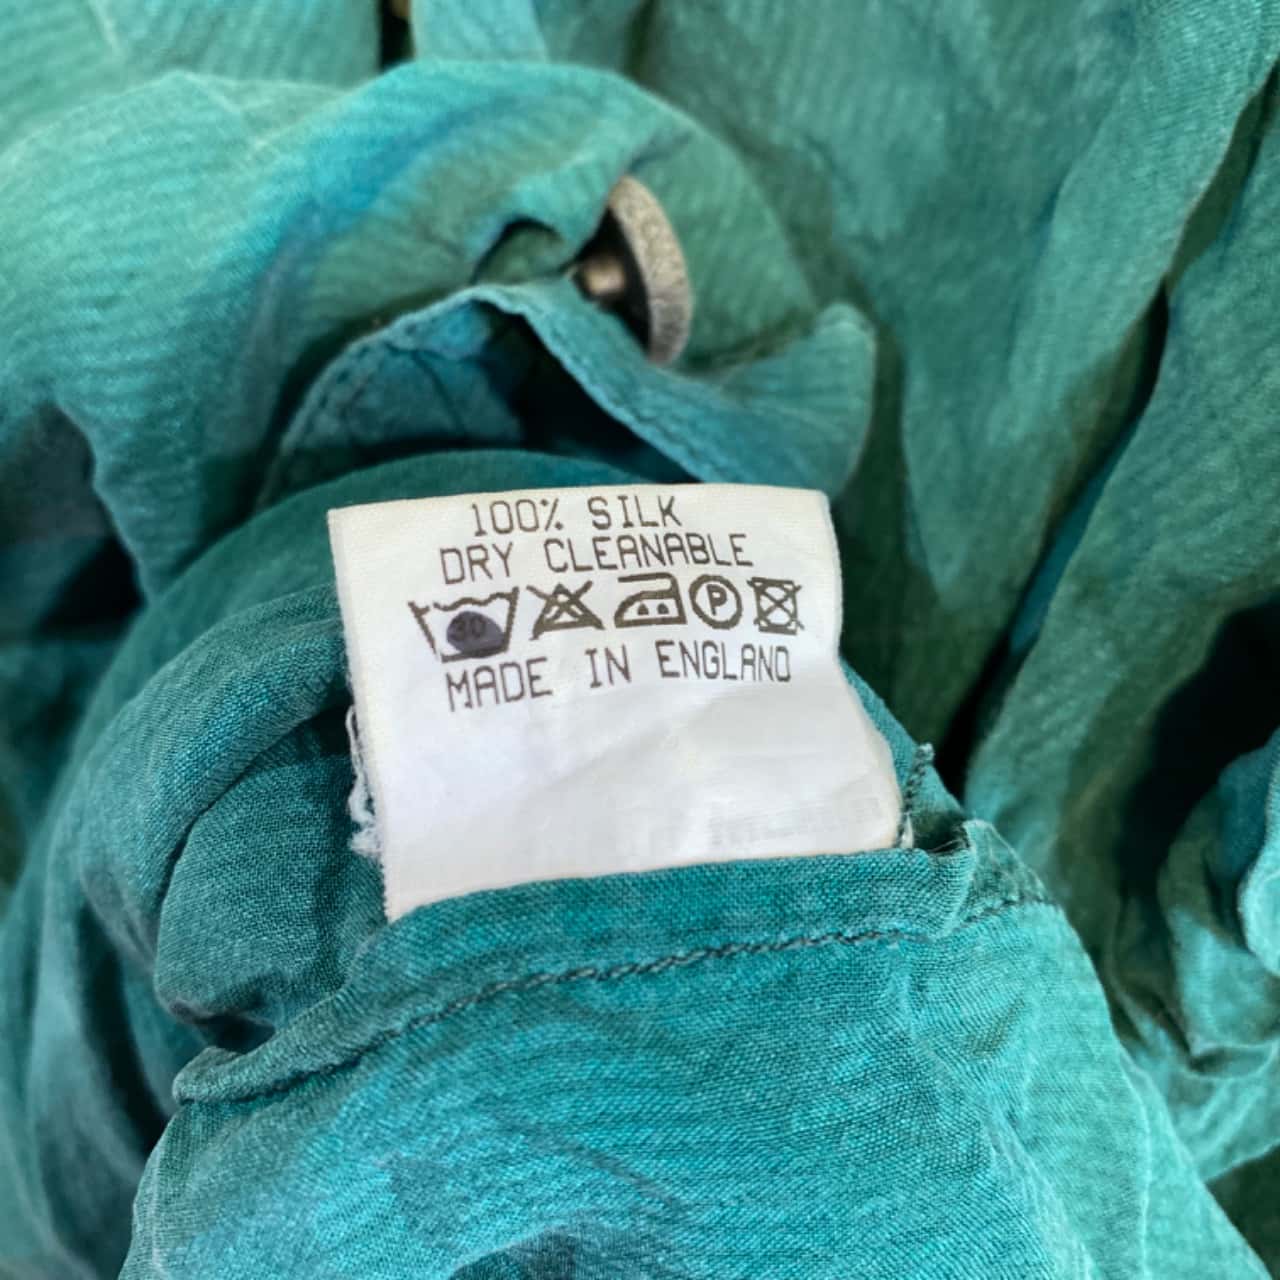 100% SILK
DRY CLEANABLE
30 P
MADE IN ENGLAND